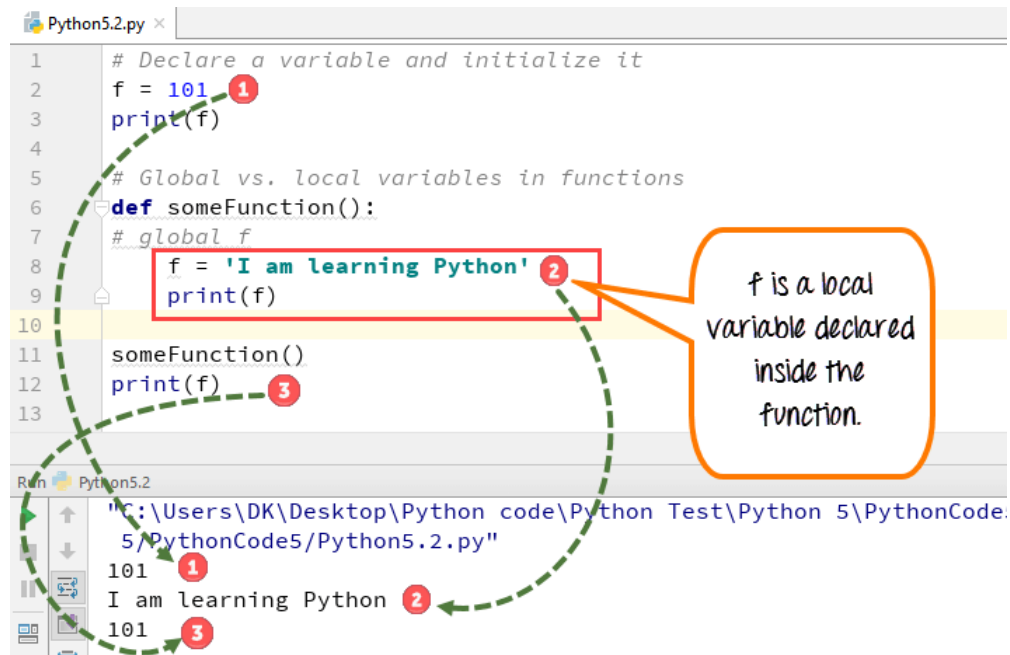 Python5.2.py ×
1 # Declare a variable and initialize it
2 f = 101 1
3 print(f)
4
5 # Global vs. local variables in functions
6 def someFunction():
7 # global f
8 f = 'I am learning Python' 2
9 print(f)
10
11 someFunction()
12 print(f) 3
13
f is a local
variable declared
inside the
function.
Run Python5.2
"C:\Users\DK\Desktop\Python code\Python Test\Python 5\PythonCode5
5/PythonCode5/Python5.2.py"
101 1
I am learning Python 2
101 3